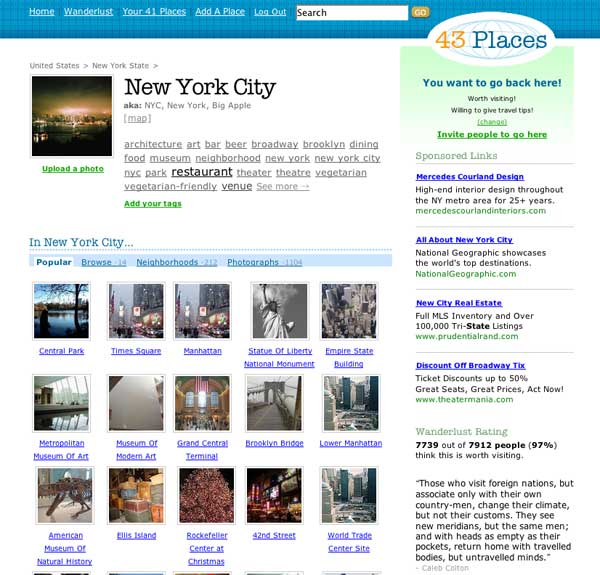 Home | Wanderlust | Your 41 Places | Add A Place | Log Out | Search GO
43 Places
United States > New York State >
New York City
aka: NYC, New York, Big Apple
[map]
architecture art bar beer broadway brooklyn dining
food museum neighborhood new york new york city
nyc park restaurant theater theatre vegetarian
vegetarian-friendly venue See more →
Add your tags
Upload a photo
In New York City...
Popular Browse -14 Neighborhoods -212 Photographs -1104
Central Park Times Square Manhattan Statue Of Liberty National Monument Empire State Building
Metropolitan Museum Of Art Museum Of Modern Art Grand Central Terminal Brooklyn Bridge Lower Manhattan
American Museum Of Natural History Ellis Island Rockefeller Center at Christmas 42nd Street World Trade Center Site
You want to go back here!
Worth visiting!
Willing to give travel tips!
(change)
Invite people to go here
Sponsored Links
Mercedes Courland Design
High-end interior design throughout
the NY metro area for 25+ years.
mercedescourlandinteriors.com
All About New York City
National Geographic showcases
the world's top destinations.
NationalGeographic.com
New City Real Estate
Full MLS Inventory and Over
100,000 Tri-State Listings
www.prudentialrand.com
Discount Off Broadway Tix
Ticket Discounts up to 50%
Great Seats, Great Prices, Act Now!
www.theatermania.com
Wanderlust Rating
7739 out of 7912 people (97%)
think this is worth visiting.
"Those who visit foreign nations, but
associate only with their own
country-men, change their climate,
but not their customs. They see
new meridians, but the same men;
and with heads as empty as their
pockets, return home with travelled
bodies, but untravelled minds."
- Caleb Colton